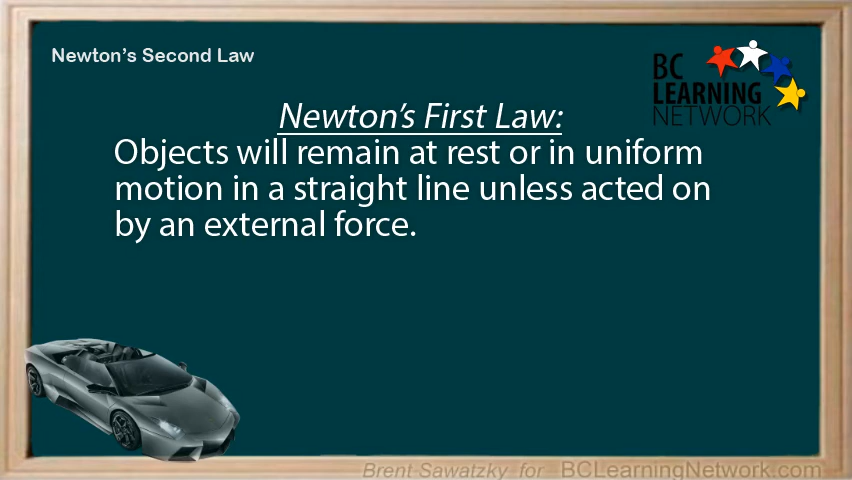 Newton's Second Law
BC
LEARNING
NETWORK
Newton's First Law:
Objects will remain at rest or in uniform
motion in a straight line unless acted on
by an external force.
Brent Sawatzky for BCLearningNetwork.com